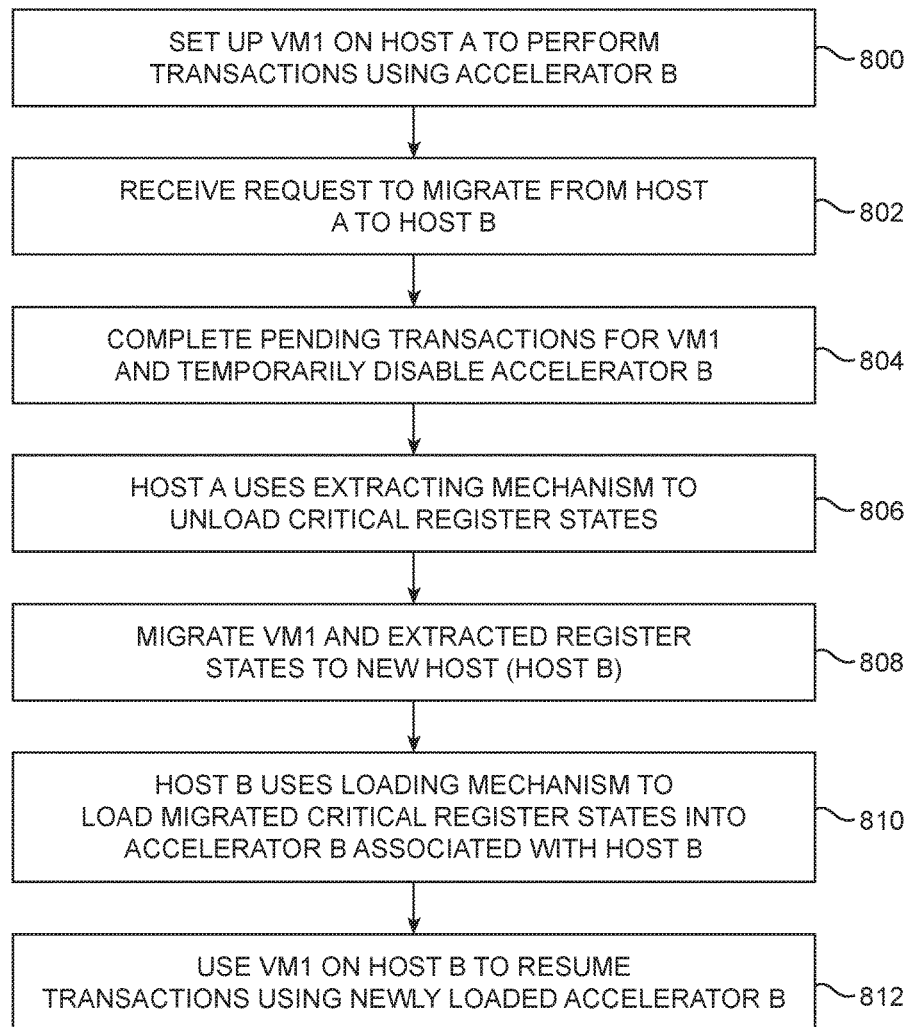 SET UP VM1 ON HOST A TO PERFORM
TRANSACTIONS USING ACCELERATOR B
800
RECEIVE REQUEST TO MIGRATE FROM HOST
A TO HOST B
802
COMPLETE PENDING TRANSACTIONS FOR VM1
AND TEMPORARILY DISABLE ACCELERATOR B
804
HOST A USES EXTRACTING MECHANISM TO
UNLOAD CRITICAL REGISTER STATES
806
MIGRATE VM1 AND EXTRACTED REGISTER
STATES TO NEW HOST (HOST B)
808
HOST B USES LOADING MECHANISM TO
LOAD MIGRATED CRITICAL REGISTER STATES INTO
ACCELERATOR B ASSOCIATED WITH HOST B
810
USE VM1 ON HOST B TO RESUME
TRANSACTIONS USING NEWLY LOADED ACCELERATOR B
812